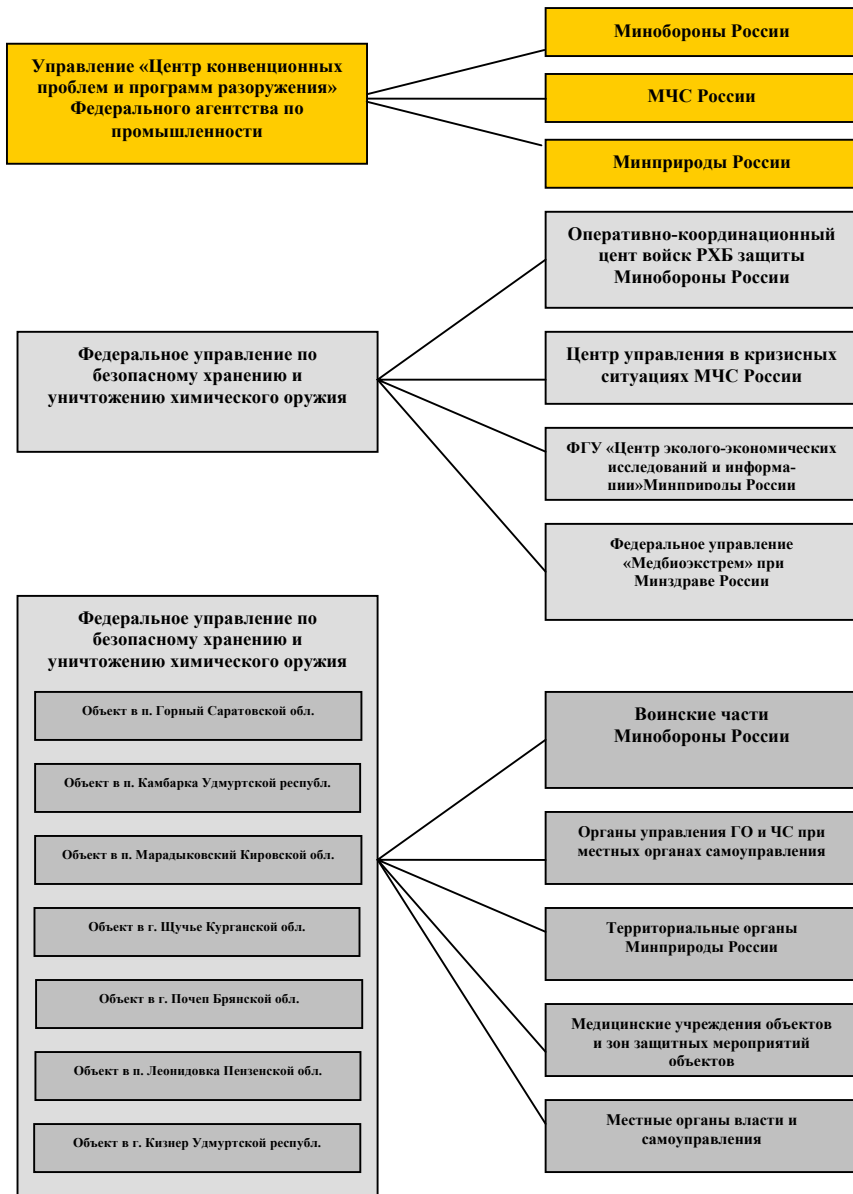 Управление «Центр конвенционных
проблем и программ разоружения»
Федерального агентства по
промышленности
Минобороны России
МЧС России
Минприроды России
Федеральное управление по
безопасному хранению и
уничтожению химического оружия
Оперативно-координационный
цент войск РХБ защиты
Минобороны России
Центр управления в кризисных
ситуациях МЧС России
ФГУ «Центр эколого-экономических
исследований и информа-
ции»Минприроды России
Федеральное управление
«Медбиоэкстрем» при
Минздраве России
Федеральное управление по
безопасному хранению и
уничтожению химического оружия
Объект в п. Горный Саратовской обл.
Объект в п. Камбарка Удмуртской республ.
Объект в п. Марадыковский Кировской обл.
Объект в г. Щучье Курганской обл.
Объект в г. Почеп Брянской обл.
Объект в п. Леонидовка Пензенской обл.
Объект в г. Кизнер Удмуртской республ.
Воинские части
Минобороны России
Органы управления ГО и ЧС при
местных органах самоуправления
Территориальные органы
Минприроды России
Медицинские учреждения объектов
и зон защитных мероприятий
объектов
Местные органы власти и
самоуправления